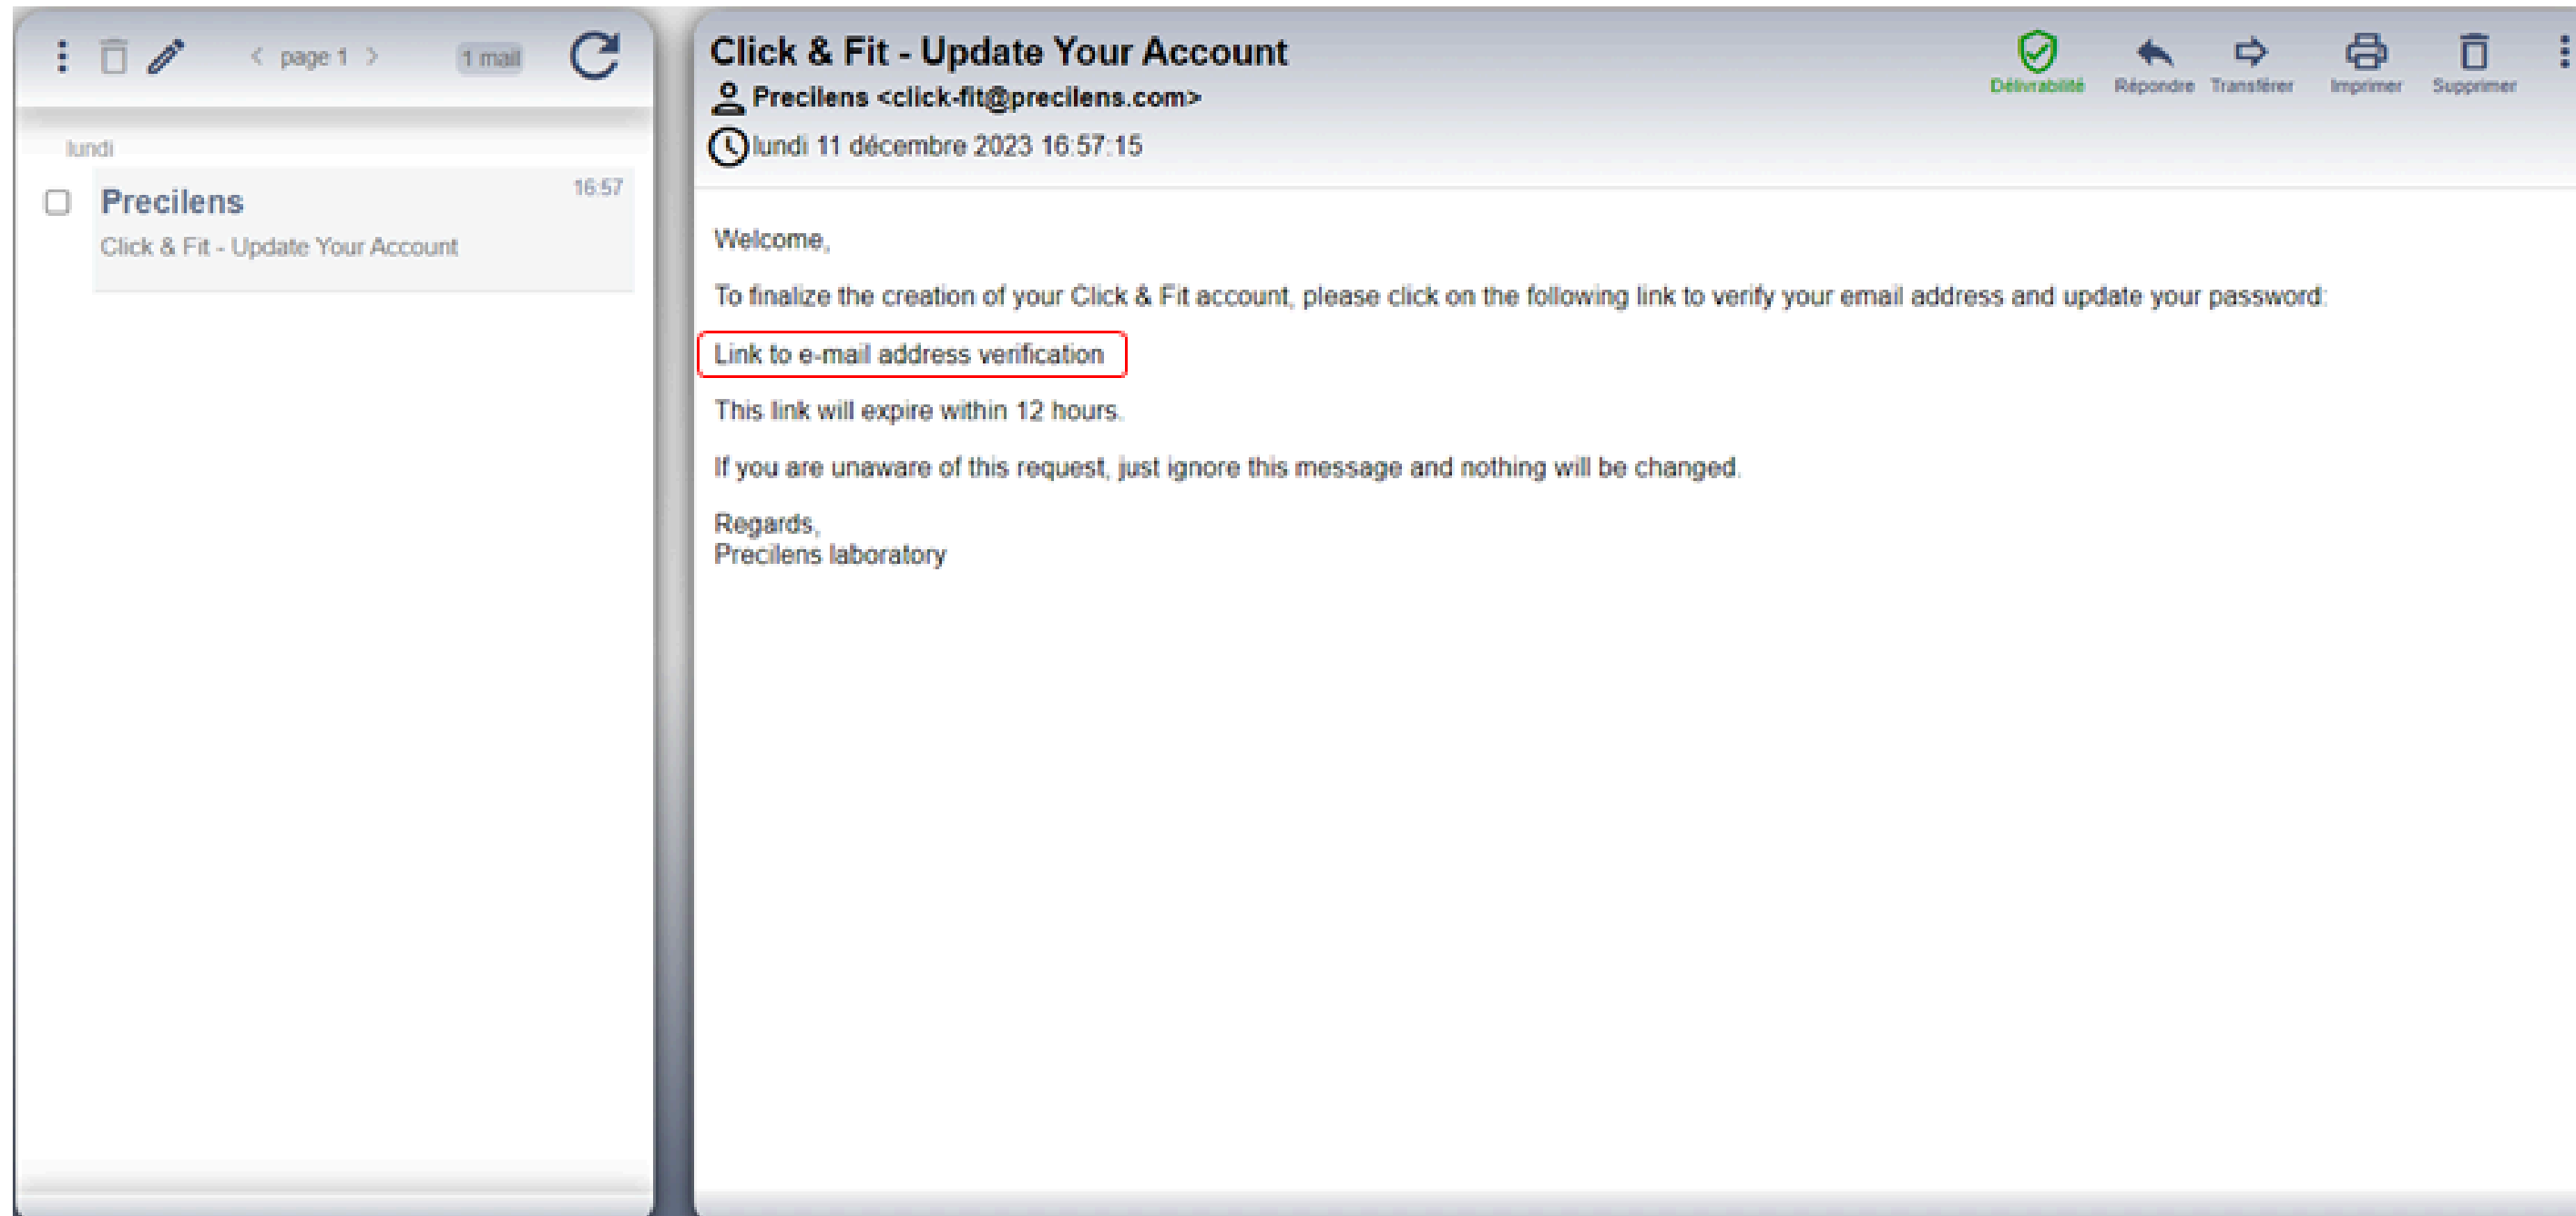 < page 1 >
1 mail
lundi
Precilens
16:57
Click & Fit - Update Your Account
Click & Fit - Update Your Account
Precilens <click-fit@precilens.com>
lundi 11 décembre 2023 16:57:15
Délivrabilité
Répondre
Transférer
Imprimer
Supprimer
Welcome,
To finalize the creation of your Click & Fit account, please click on the following link to verify your email address and update your password:
Link to e-mail address verification
This link will expire within 12 hours.
If you are unaware of this request, just ignore this message and nothing will be changed.
Regards,
Precilens laboratory